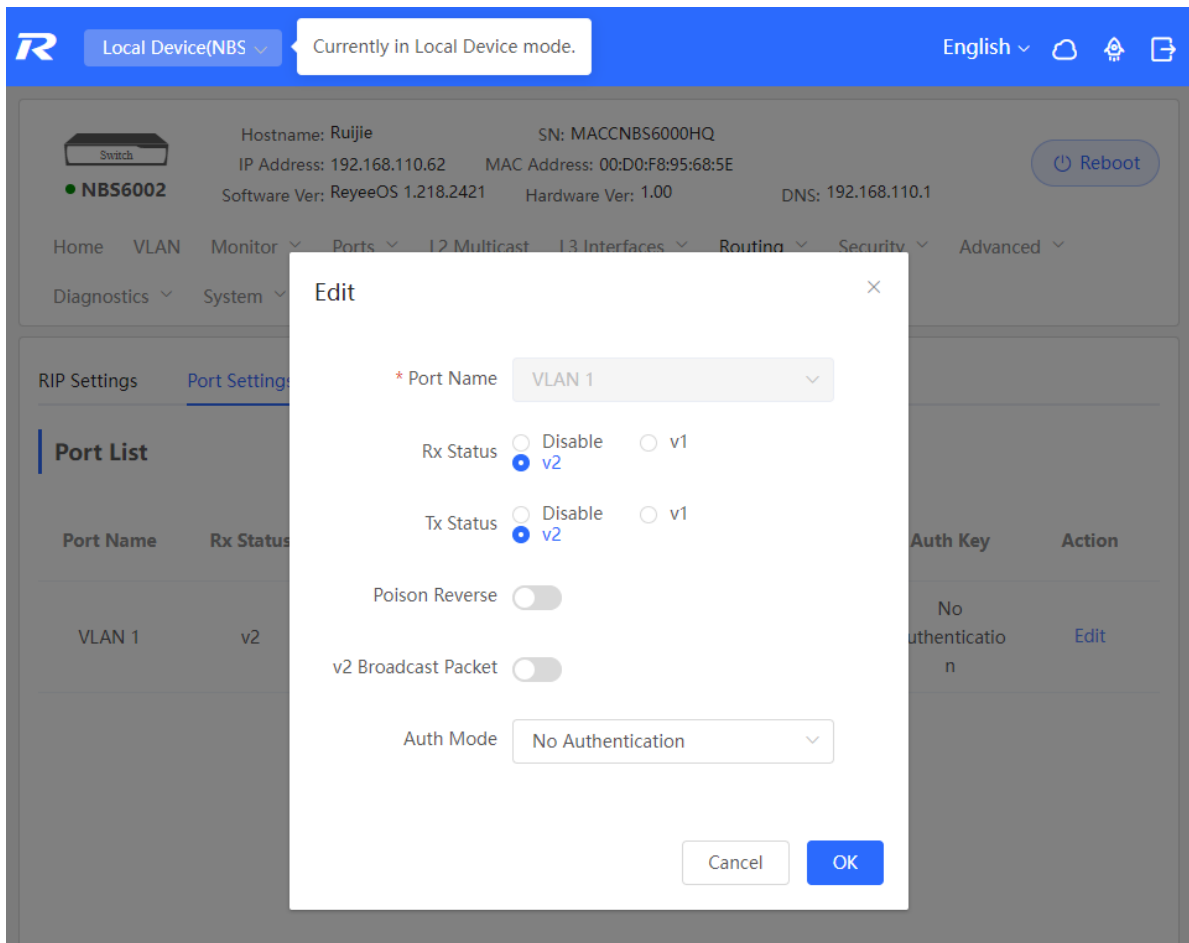 R
Local Device(NBS
Currently in Local Device mode.
English
Switch
NBS6002
Hostname: Ruijie
SN: MACCNBS6000HQ
IP Address: 192.168.110.62
MAC Address: 00:D0:F8:95:68:5E
Software Ver: ReyeeOS 1.218.2421
Hardware Ver: 1.00
DNS: 192.168.110.1
Reboot
Home VLAN Monitor Ports L2 Multicast L3 Interfaces Routing Security Advanced
Diagnostics System
RIP Settings Port Settings
Port List
Port Name Rx Status Auth Key Action
VLAN 1 v2 No
uthenticatio
n
Edit
Edit
* Port Name VLAN 1
Rx Status Disable v1
v2
Tx Status Disable v1
v2
Poison Reverse
v2 Broadcast Packet
Auth Mode No Authentication
Cancel OK